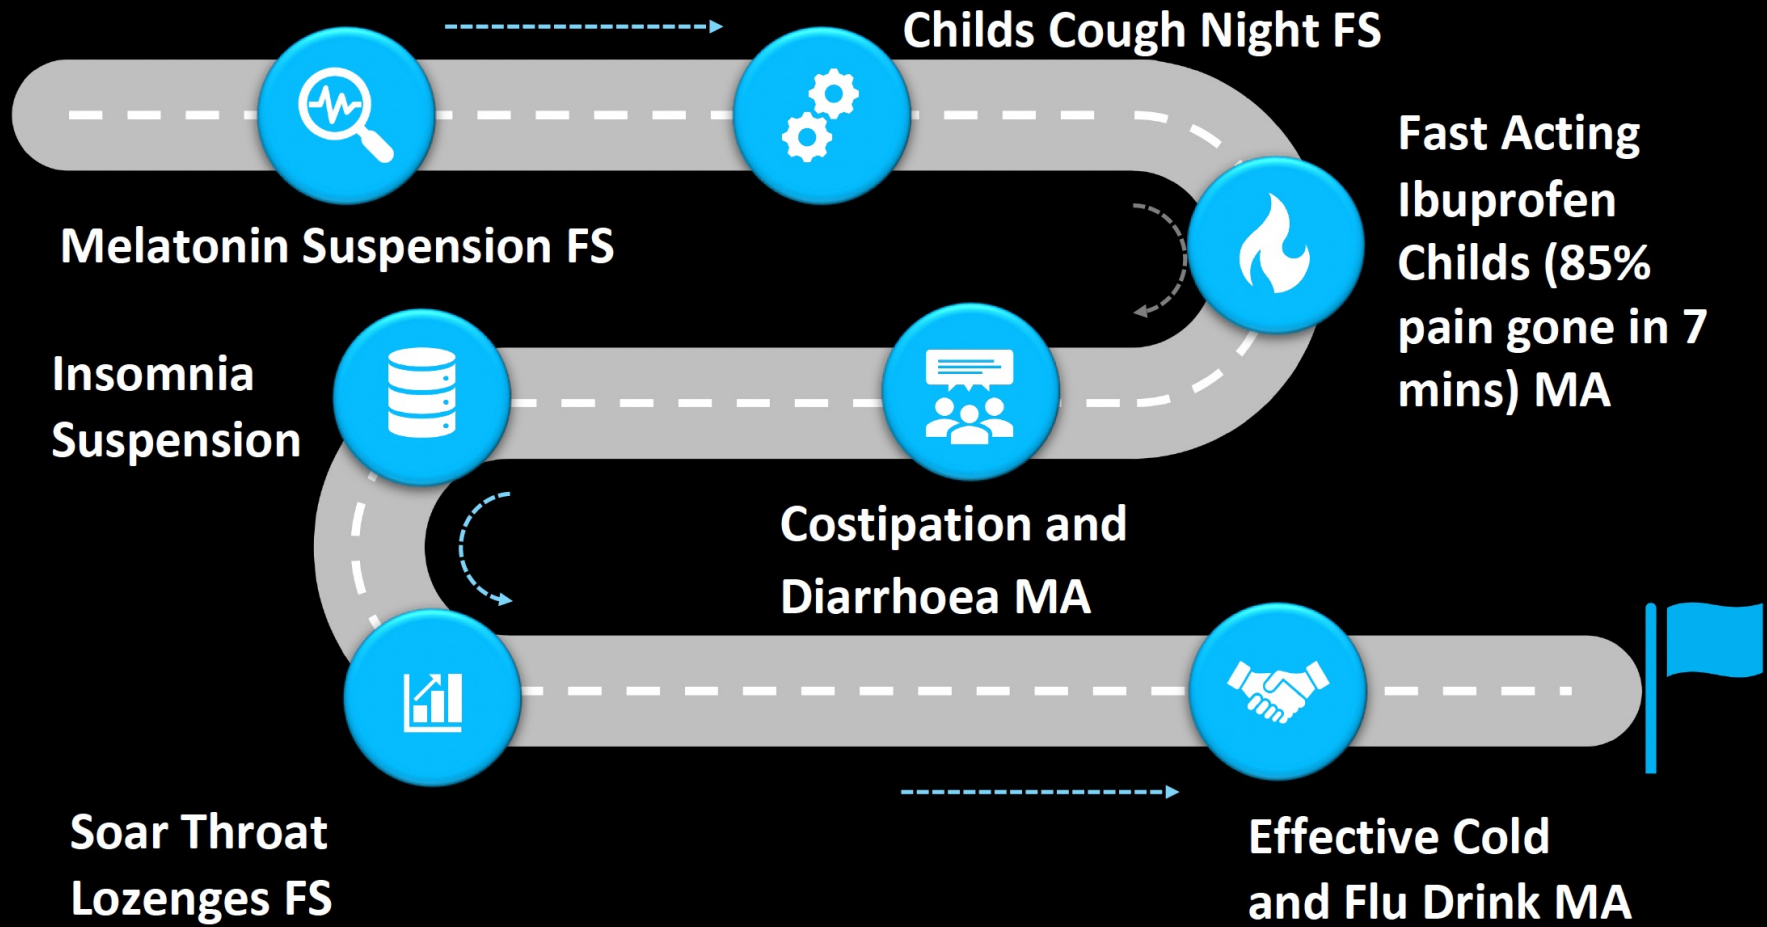 Childs Cough Night FS
Melatonin Suspension FS
Fast Acting
Ibuprofen
Childs (85%
pain gone in 7
mins) MA
Insomnia
Suspension
Costipation and
Diarrhoea MA
Soar Throat
Lozenges FS
Effective Cold
and Flu Drink MA